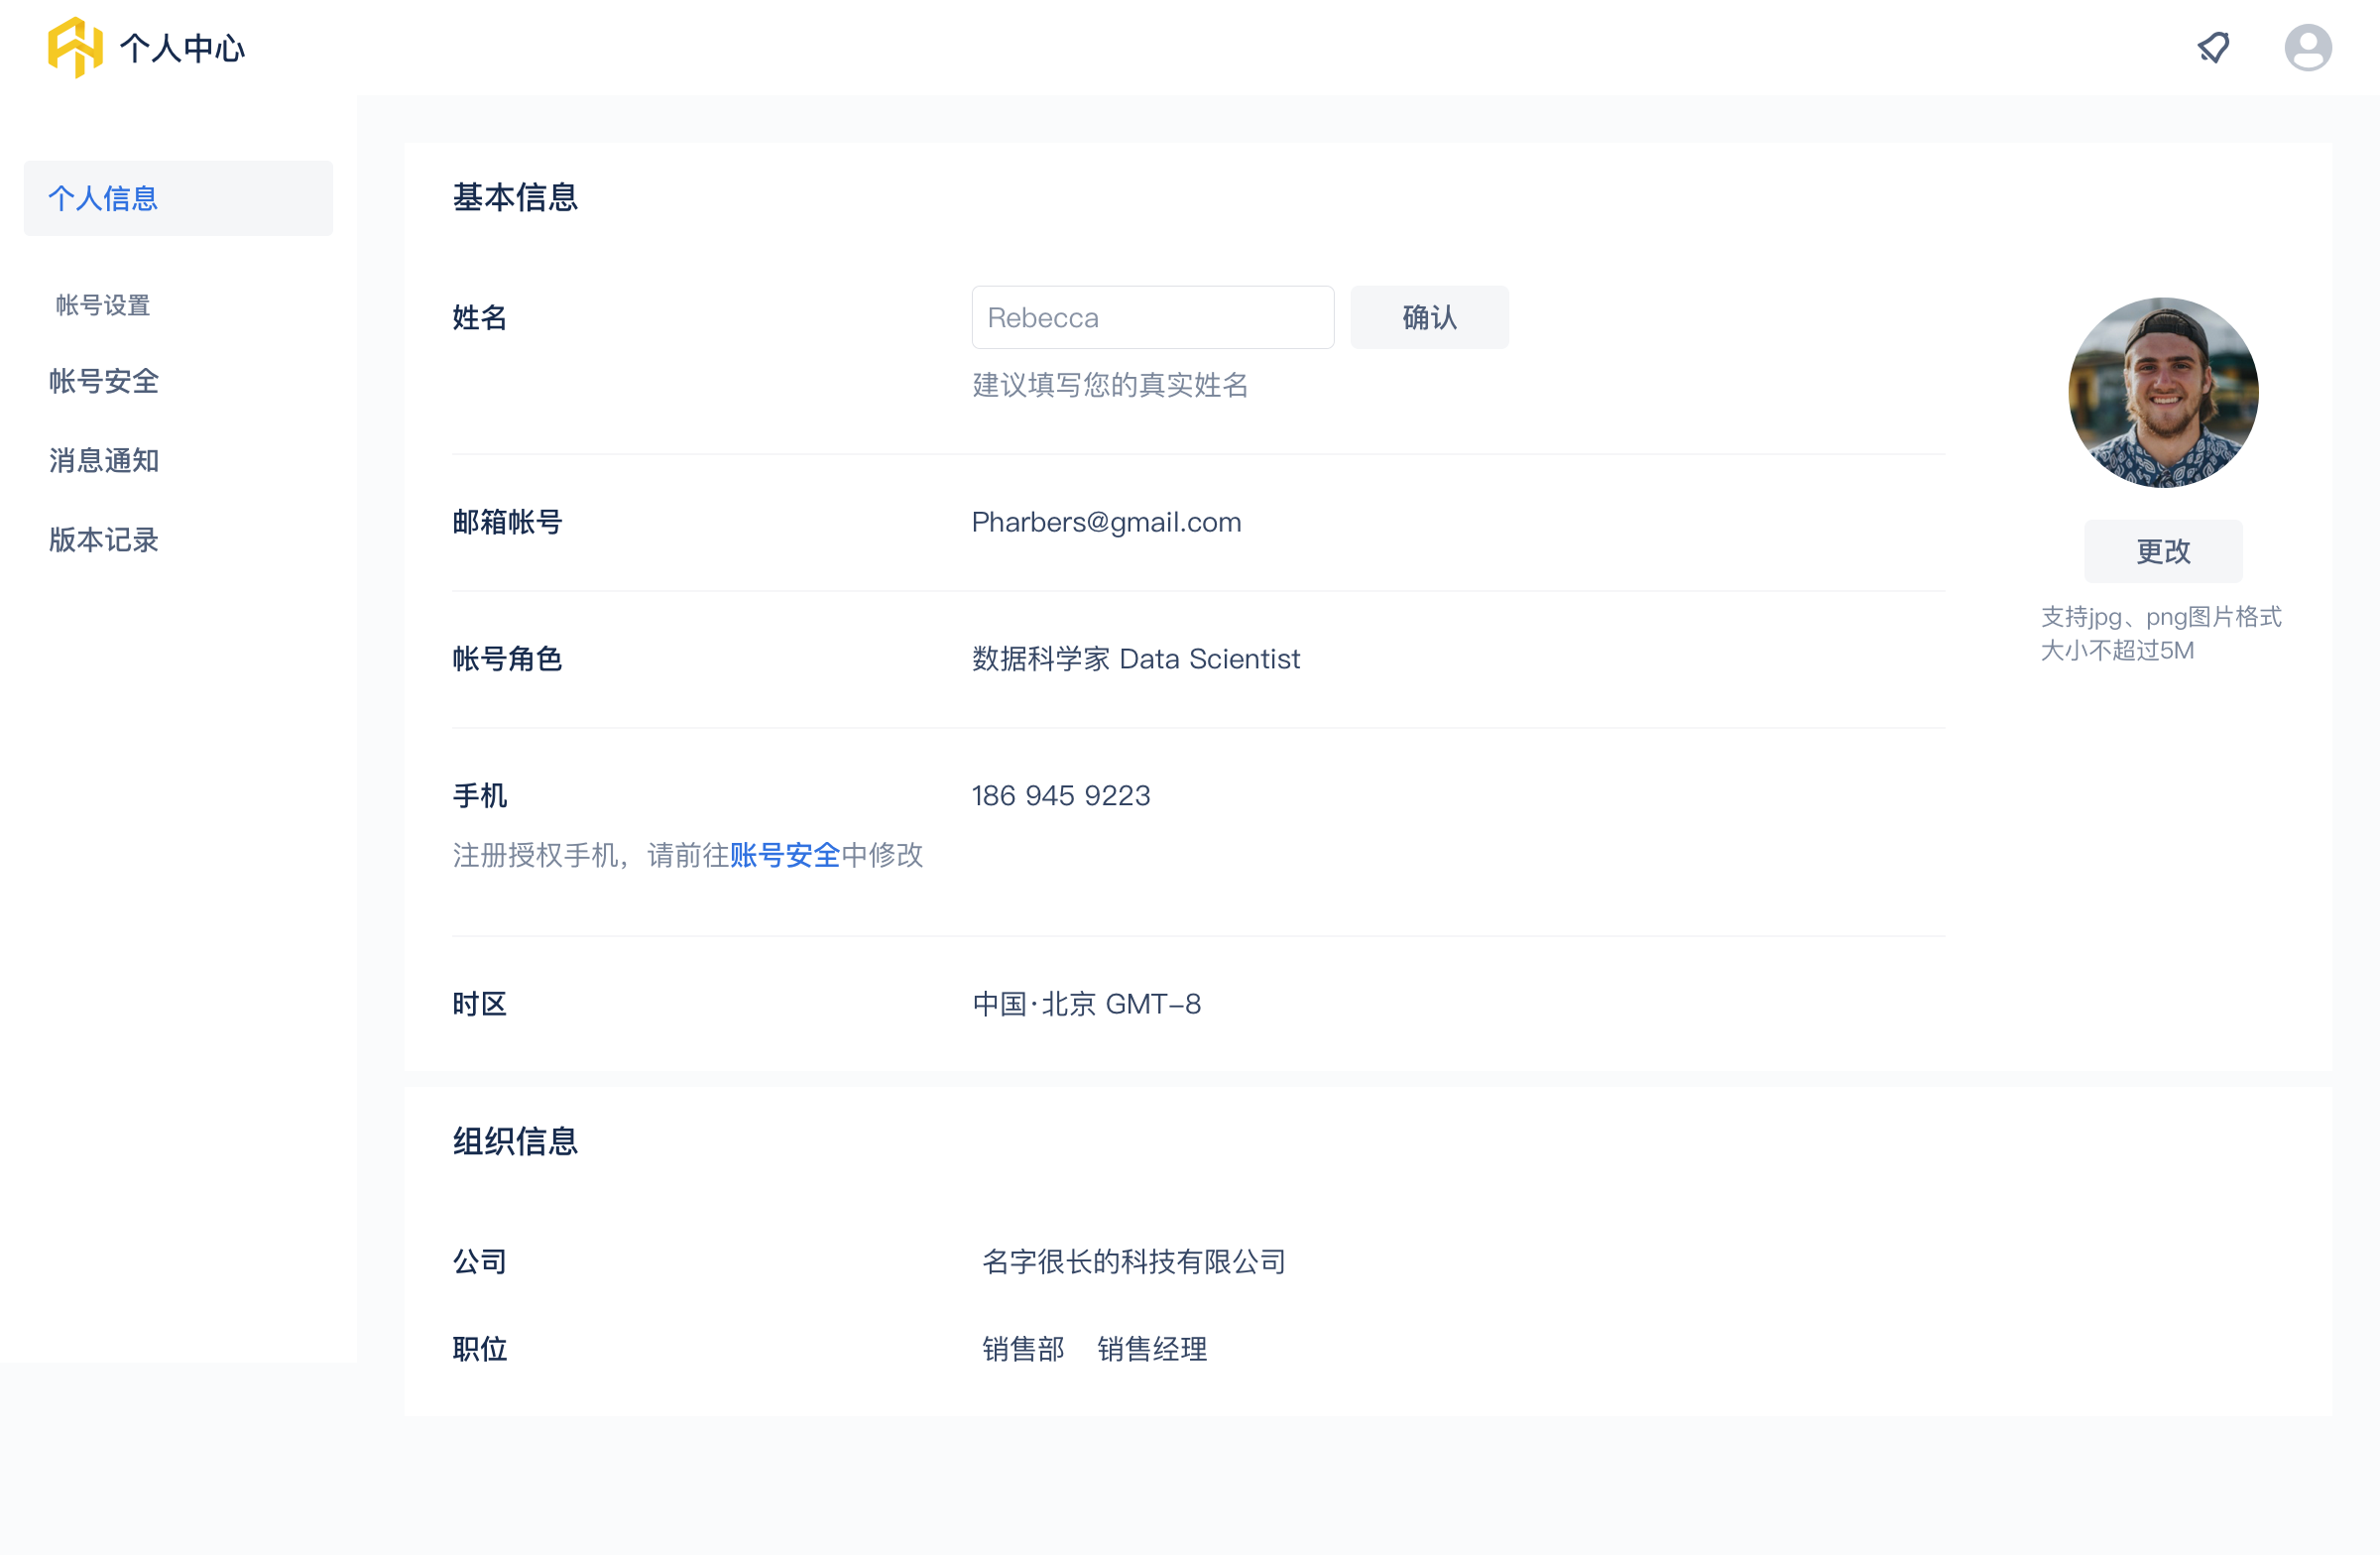 个人中心
个人信息
帐号设置
帐号安全
消息通知
版本记录
基本信息
姓名
Rebecca
确认
建议填写您的真实姓名
邮箱帐号
Pharbers@gmail.com
帐号角色
数据科学家 Data Scientist
手机
186 945 9223
注册授权手机，请前往账号安全中修改
时区
中国·北京 GMT-8
更改
支持jpg、png图片格式
大小不超过5M
组织信息
公司
名字很长的科技有限公司
职位
销售部 销售经理